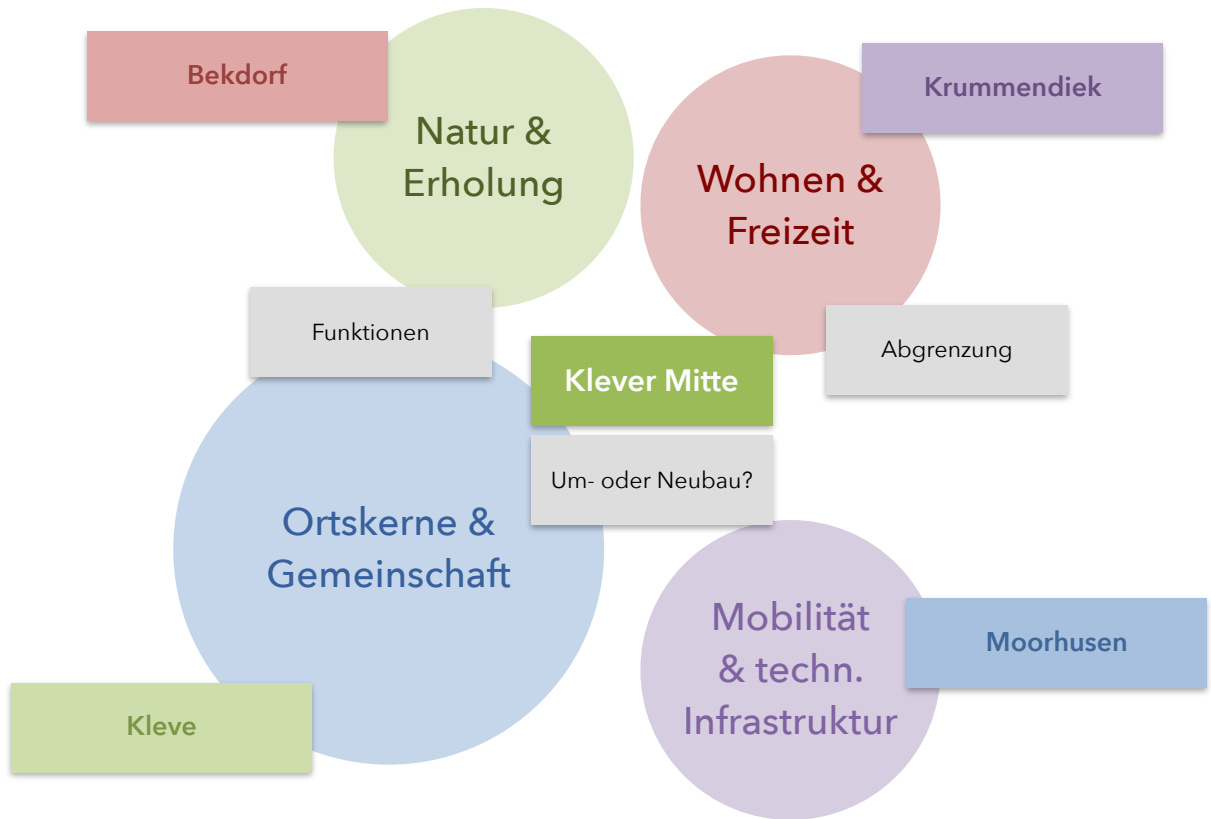 Bekdorf
Krummendiek
Natur &
Erholung
Wohnen &
Freizeit
Funktionen
Abgrenzung
Klever Mitte
Um- oder Neubau?
Ortskerne &
Gemeinschaft
Mobilität
& techn.
Infrastruktur
Moorhusen
Kleve